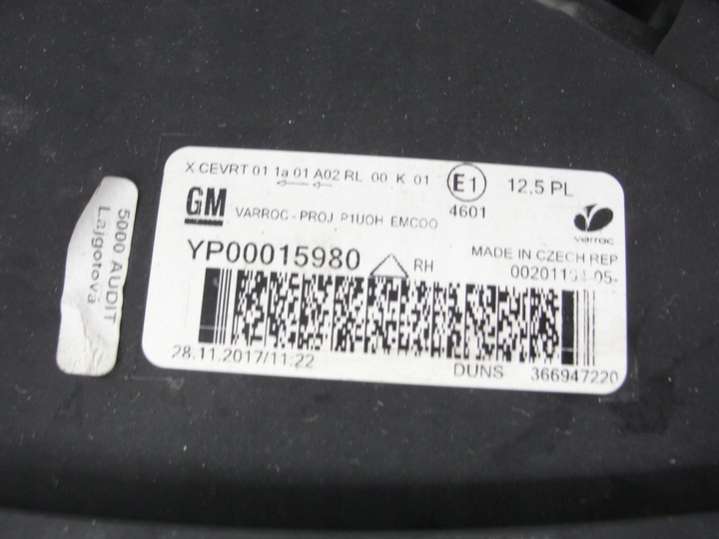 X CEVRT 01 1a 01 A02 RL 00 K 01
E1
12.5 PL
4601
GM
VARROC - PROJ P1UOH EMCOO
varroc
YP00015980
RH
MADE IN CZECH REP
28.11.2017/11:22
DUNS 366947220
5000 AUDIT
Lajgotova